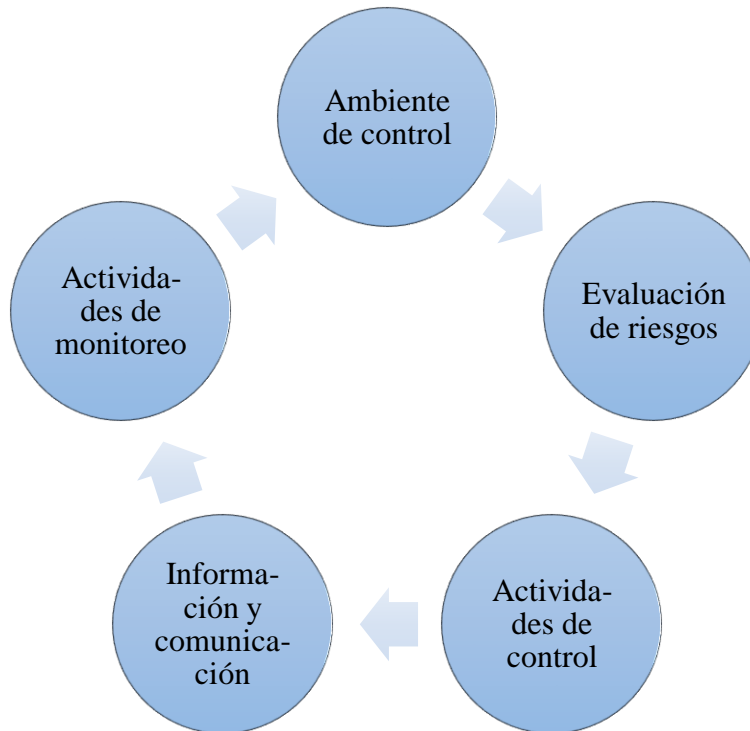 Ambiente
de control
Evaluación
de riesgos
Activida-
des de
control
Informa-
ción y
comunica-
ción
Activida-
des de
monitoreo